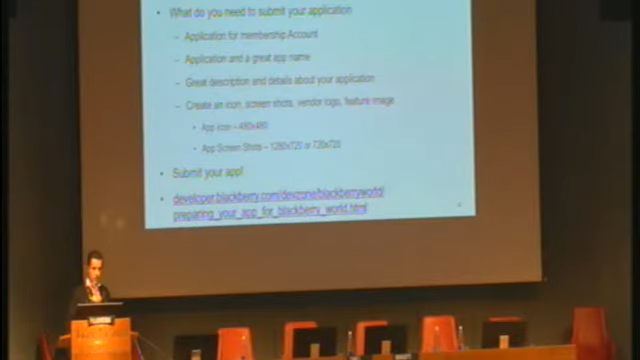 What do you need to submit your application
Application for membership Account
Application and a great app name
Great description and details about your application
Create an icon, screen shots, vendor logo, feature image
App Icon – 480x480
App Screen Shots – 1280x720 or 720x720
Submit your app!
developer.blackberry.com/devzone/blackberryworld/
preparing_your_app_for_blackberry_world.html